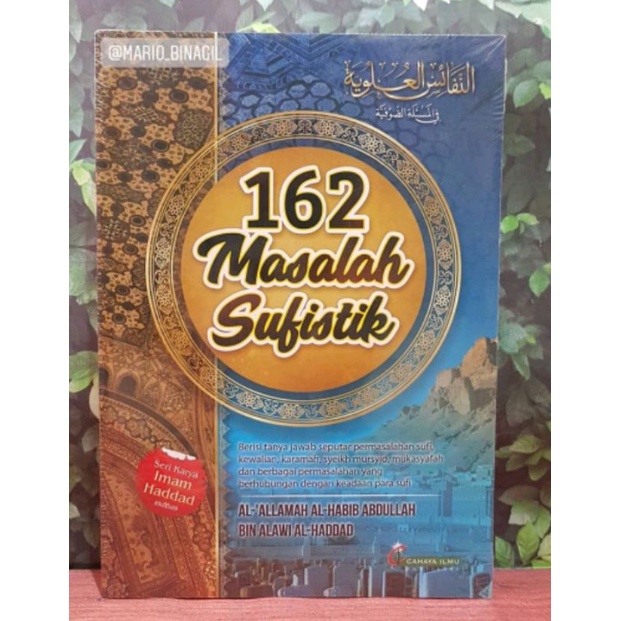 @MARIO_BINAGIL
النفائس العلوية
في المسئلة الصوفية
162
Masalah
Sufistik
Berisi tanya jawab seputar permasalahan sufi,
kewalian, karamah, syeikh mursyid, mukasyafah
dan berbagai permasalahan yang
berhubungan dengan keadaan para sufi
Seri Karya
Imam
Haddad
AL-'ALLAMAH AL-HABIB ABDULLAH
BIN ALAWI AL-HADDAD
CAHAYA ILMU